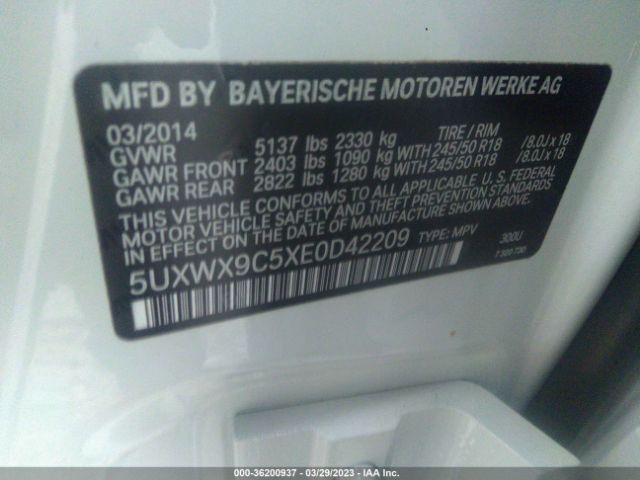 MFD BY BAYERISCHE MOTOREN WERKE AG
03/2014 TIRE / RIM
GVWR 5137 lbs 2330 kg
GAWR FRONT 2403 lbs 1090 kg WITH 245/50 R18 /8.0J x 18
GAWR REAR 2822 lbs 1280 kg WITH 245/50 R18 /8.0J x 18
THIS VEHICLE CONFORMS TO ALL APPLICABLE U. S. FEDERAL
MOTOR VEHICLE SAFETY AND THEFT PREVENTION STANDARDS
IN EFFECT ON THE DATE OF MANUFACTURE SHOWN ABOVE.
5UXWX9C5XE0D42209 TYPE: MPV 300U
7 320 730
000-36200937 - 03/29/2023 - IAA Inc.